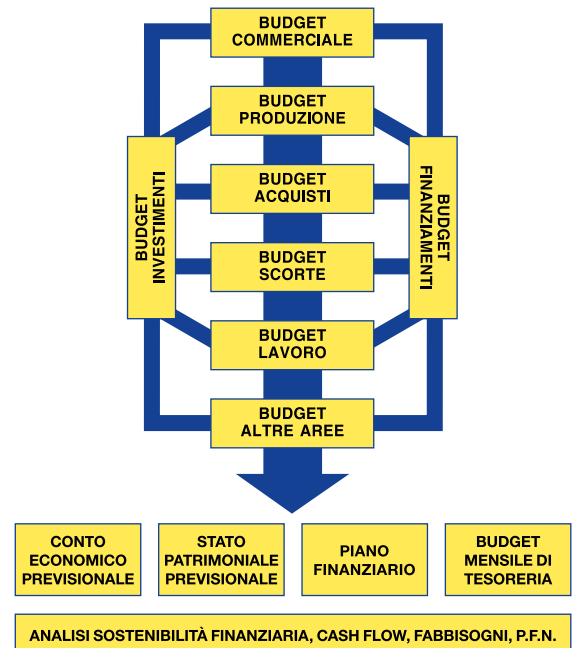 BUDGET
COMMERCIALE
BUDGET
PRODUZIONE
BUDGET
INVESTIMENTI
BUDGET
ACQUISTI
BUDGET
FINANZIAMENTI
BUDGET
SCORTE
BUDGET
LAVORO
BUDGET
ALTRE AREE
CONTO
ECONOMICO
PREVISIONALE
STATO
PATRIMONIALE
PREVISIONALE
PIANO
FINANZIARIO
BUDGET
MENSILE DI
TESORERIA
ANALISI SOSTENIBILITÀ FINANZIARIA, CASH FLOW, FABBISOGNI, P.F.N.